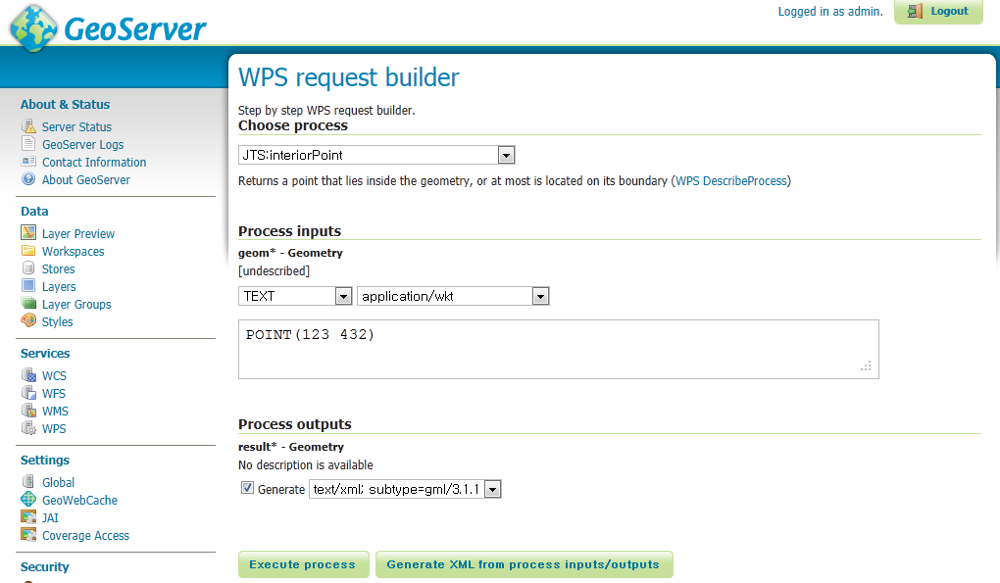 GeoServer
Logged in as admin.
Logout
About & Status
Server Status
GeoServer Logs
Contact Information
About GeoServer
Data
Layer Preview
Workspaces
Stores
Layers
Layer Groups
Styles
Services
WCS
WFS
WMS
WPS
Settings
Global
GeoWebCache
JAI
Coverage Access
Security
WPS request builder
Step by step WPS request builder.
Choose process
JTS:interiorPoint
Returns a point that lies inside the geometry, or at most is located on its boundary (WPS DescribeProcess)
Process inputs
geom* - Geometry
[undescribed]
TEXT application/wkt
POINT(123 432)
Process outputs
result* - Geometry
No description is available
Generate text/xml; subtype=gml/3.1.1
Execute process Generate XML from process inputs/outputs